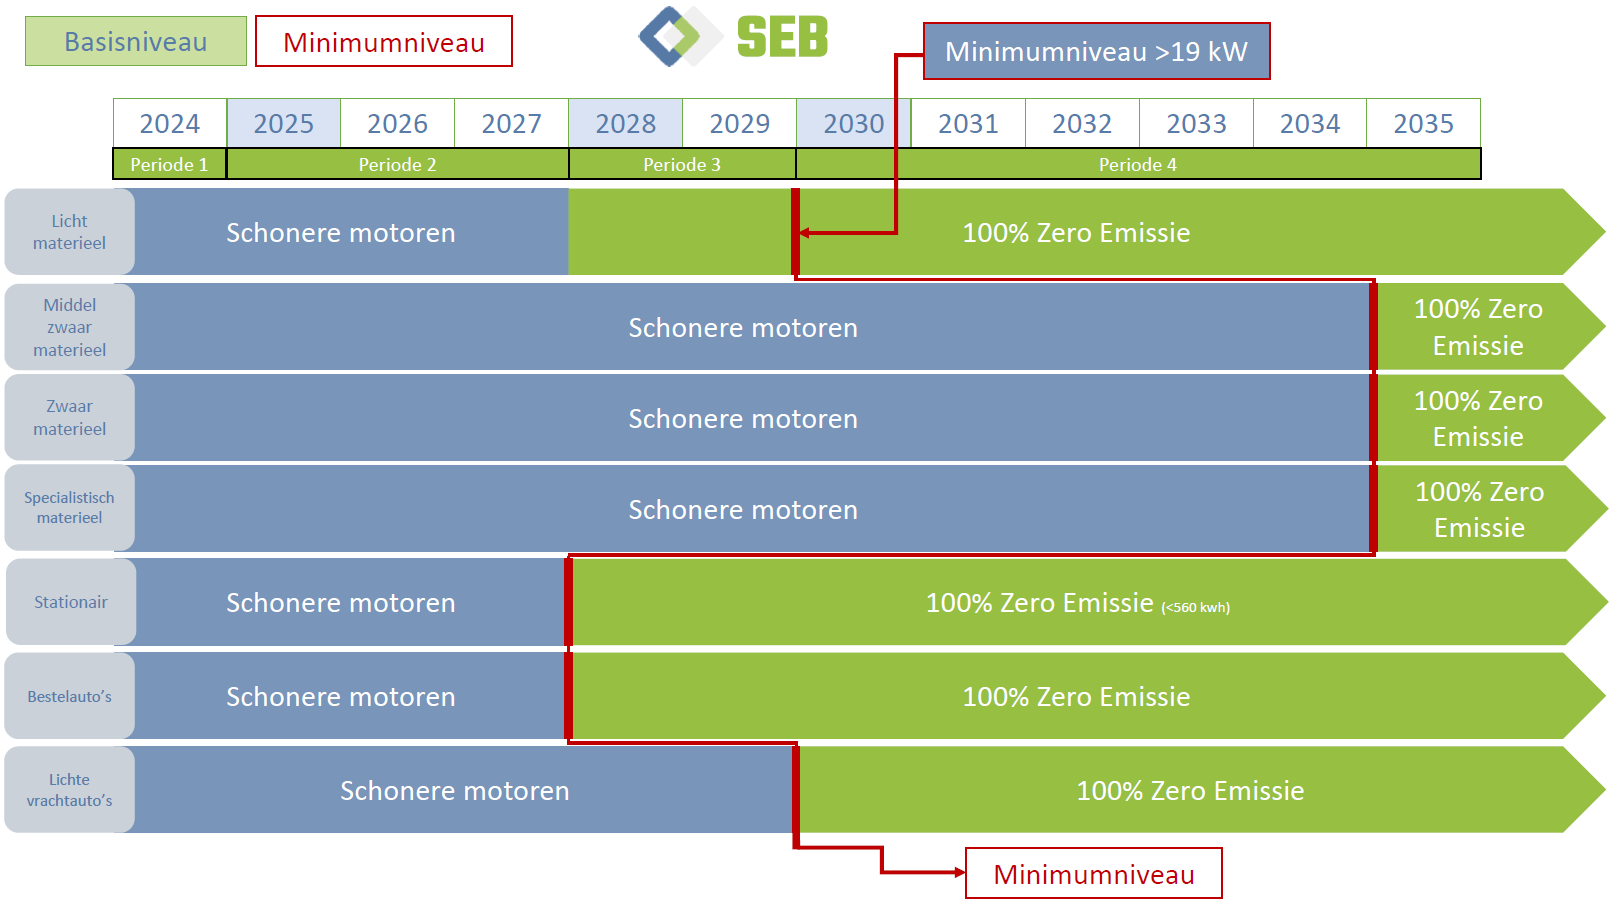 Basisniveau
Minimumniveau
SEB
Minimumniveau >19 kW
2024 2025 2026 2027 2028 2029 2030 2031 2032 2033 2034 2035
Periode 1 Periode 2 Periode 3 Periode 4
Licht
materieel
Schonere motoren
100% Zero Emissie
Middel
zwaar
materieel
Schonere motoren
100% Zero
Emissie
Zwaar
materieel
Schonere motoren
100% Zero
Emissie
Specialistisch
materieel
Schonere motoren
100% Zero
Emissie
Stationair
Schonere motoren
100% Zero Emissie (<560 kwh)
Bestelauto's
Schonere motoren
100% Zero Emissie
Lichte
vrachtauto's
Schonere motoren
100% Zero Emissie
Minimumniveau